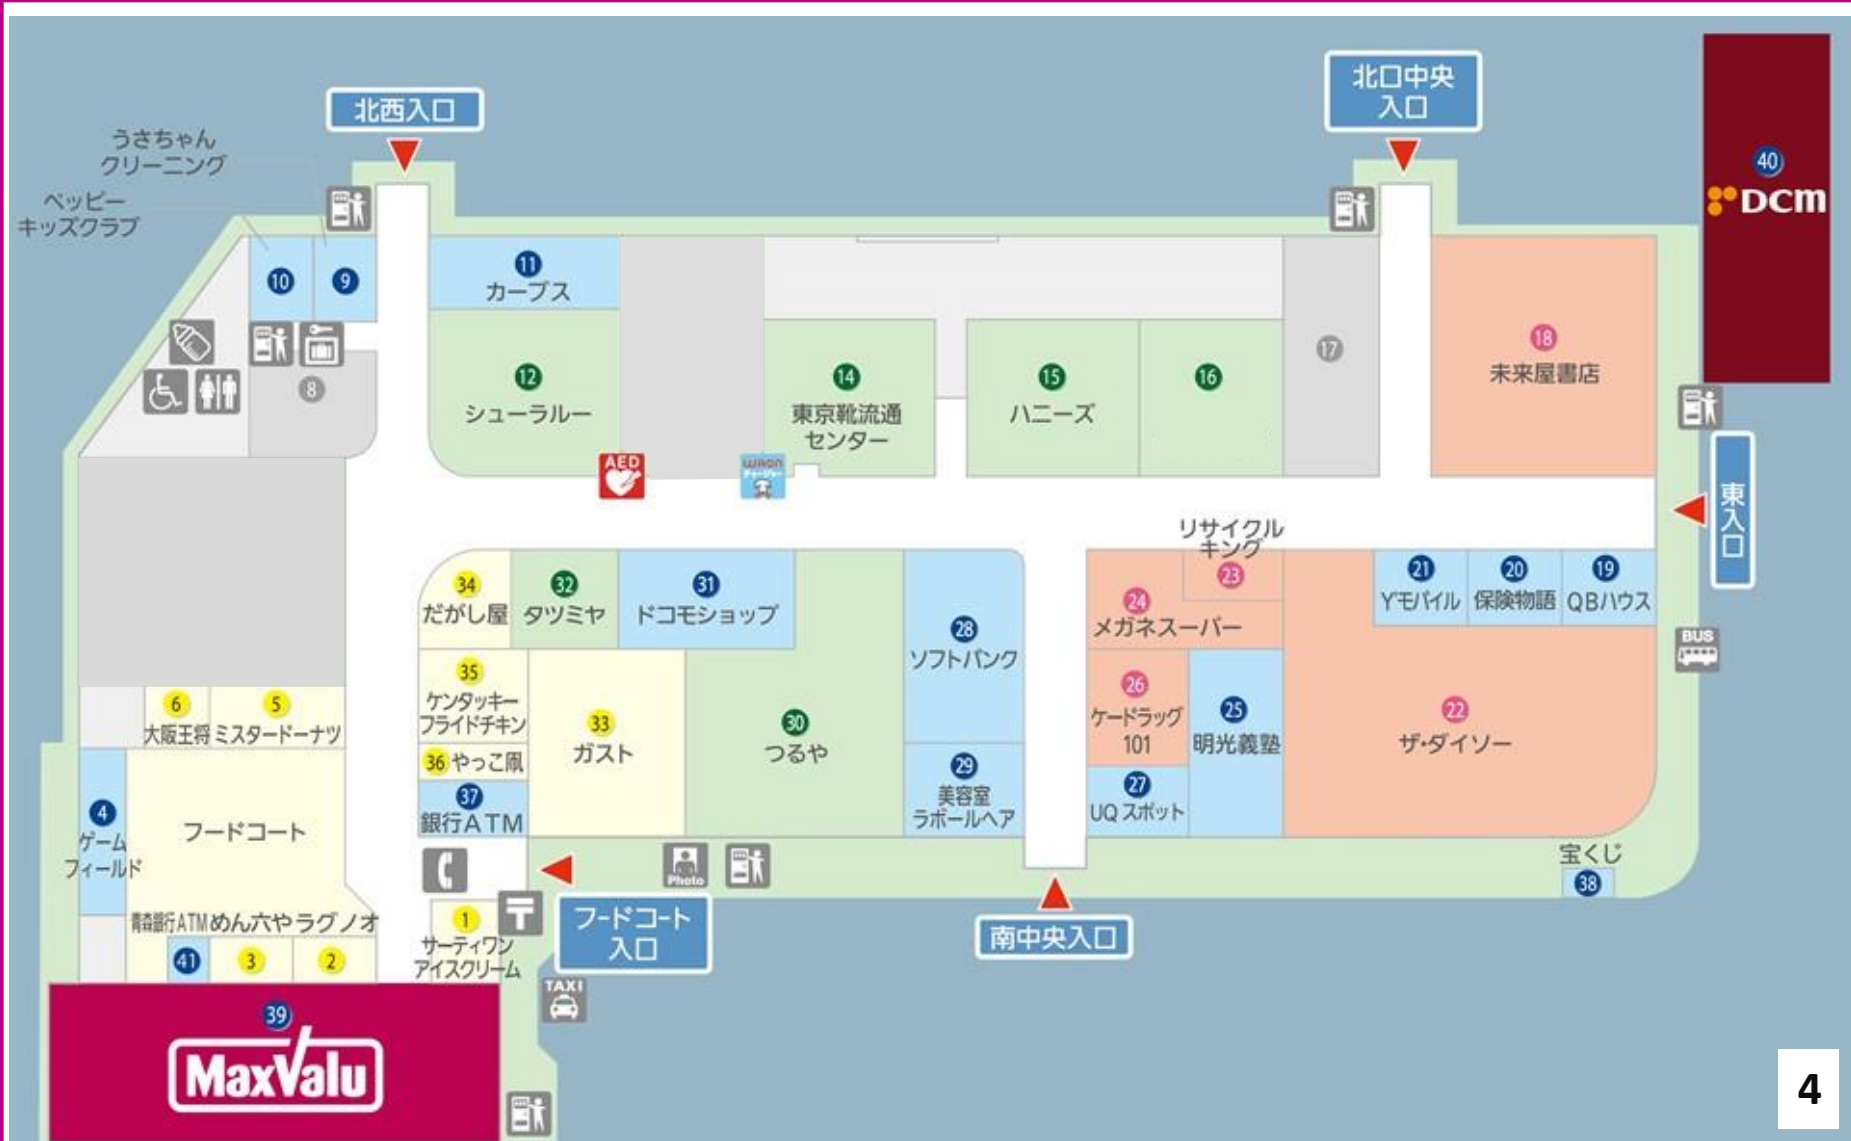 北西入口
北口中央
入口
うさちゃん
クリーニング
ペッピー
キッズクラブ
40
DCM
10
9
11
カーブス
8
12
シューラルー
14
東京靴流通
センター
15
ハニーズ
16
17
18
未来屋書店
AED
WAON
東入口
リサイクル
キング
23
34
だがし屋
32
タツミヤ
31
ドコモショップ
28
ソフトバンク
24
メガネスーパー
21
Y'モバイル
20
保険物語
19
QBハウス
BUS
35
ケンタッキー
フライドチキン
33
ガスト
30
つるや
26
ケードラッグ
101
25
明光義塾
22
ザ・ダイソー
6
大阪王将
5
ミスタードーナツ
36 やっこ凧
37
銀行ATM
29
美容室
ラポールヘア
27
UQ スポット
4
ゲーム
フィールド
フードコート
Photo
宝くじ
38
フードコート
入口
南中央入口
青森銀行ATM
めん六や
ラグノオ
41
3
2
1
サーティワン
アイスクリーム
TAXI
39
MaxValu
4